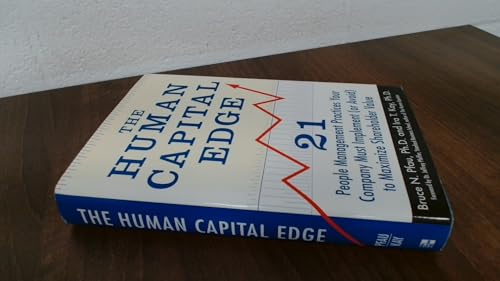 THE
HUMAN
CAPITAL
EDGE
21
People Management Practices Your
Company Must Implement (or Avoid)
to Maximize Shareholder Value
Bruce N. Pfau, Ph.D. and Ira T. Kay, Ph.D.
THE HUMAN CAPITAL EDGE
PFAU
KAY